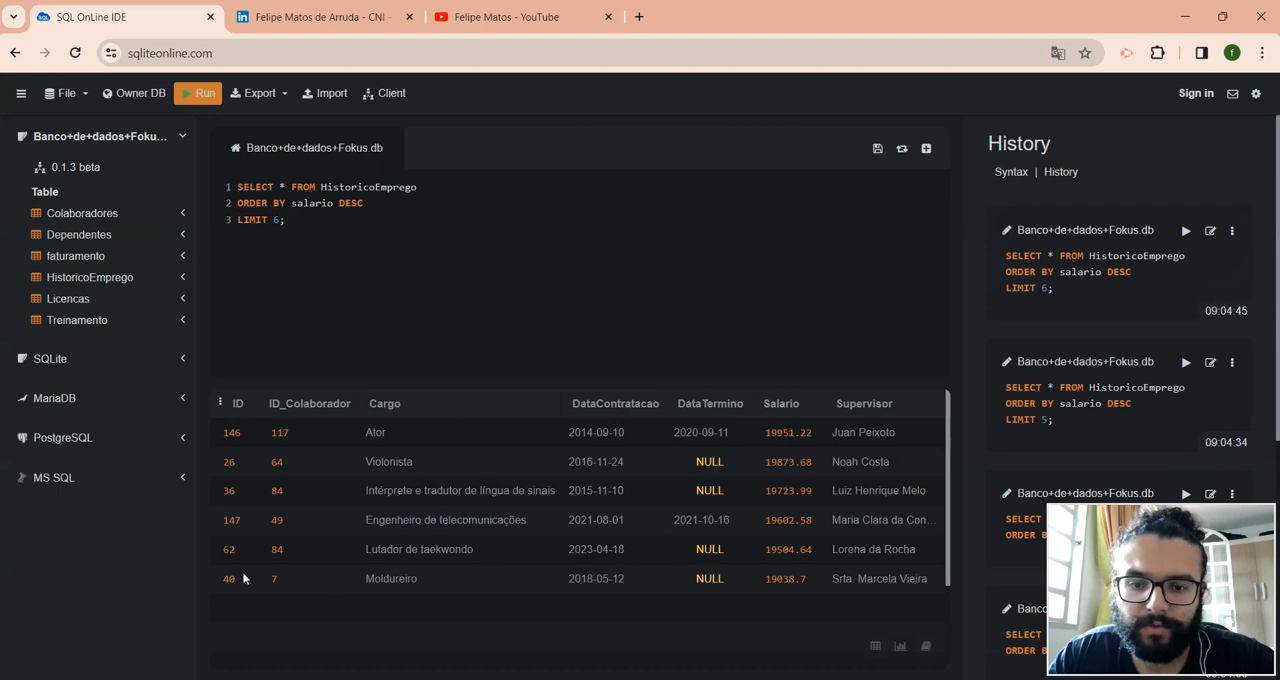 SQL OnLine IDE
Felipe Matos de Arruda - CNI -
Felipe Matos - YouTube
sqliteonline.com
f
File
Owner DB
Run
Export
Import
Client
Sign in
Banco+de+dados+Foku...
0.1.3 beta
Table
Colaboradores
Dependentes
faturamento
HistoricoEmprego
Licencas
Treinamento
SQLite
MariaDB
PostgreSQL
MS SQL
Banco+de+dados+Fokus.db
1 SELECT * FROM HistoricoEmprego
2 ORDER BY salario DESC
3 LIMIT 6;
ID ID_Colaborador Cargo DataContratacao DataTermino Salario Supervisor
146 117 Ator 2014-09-10 2020-09-11 19951.22 Juan Peixoto
26 64 Violonista 2016-11-24 NULL 19873.68 Noah Costa
36 84 Intérprete e tradutor de língua de sinais 2015-11-10 NULL 19723.99 Luiz Henrique Melo
147 49 Engenheiro de telecomunicações 2021-08-01 2021-10-16 19602.58 Maria Clara da Con...
62 84 Lutador de taekwondo 2023-04-18 NULL 19504.64 Lorena da Rocha
40 7 Moldureiro 2018-05-12 NULL 19038.7 Srta. Marcela Vieira
History
Syntax | History
Banco+de+dados+Fokus.db
SELECT * FROM HistoricoEmprego
ORDER BY salario DESC
LIMIT 6;
09:04:45
Banco+de+dados+Fokus.db
SELECT * FROM HistoricoEmprego
ORDER BY salario DESC
LIMIT 5;
09:04:34
Banco+de+dados+Fokus.db
SELECT
ORDER B
Banco
SELECT
ORDER B